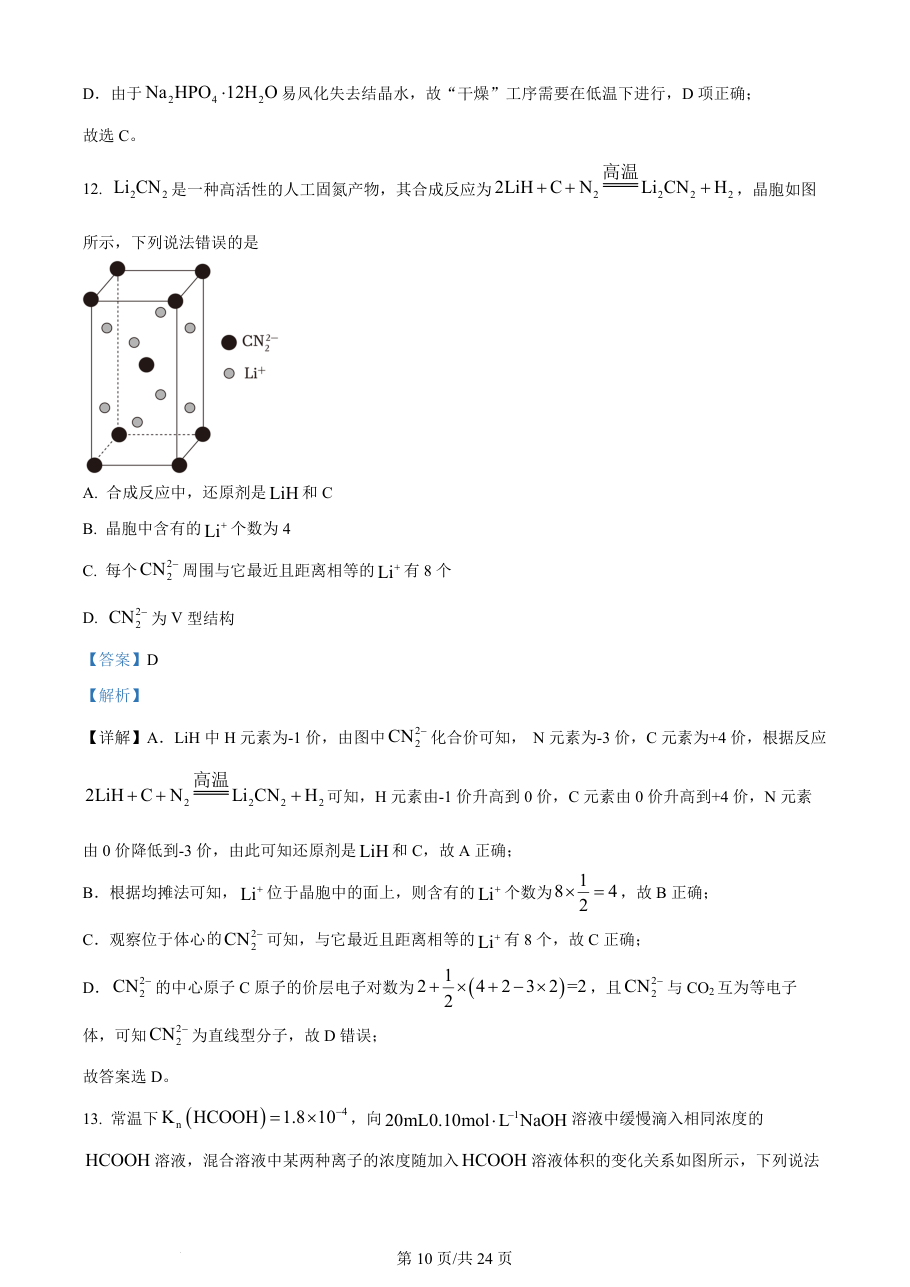 D．由于 Na₂HPO₄·12H₂O 易风化失去结晶水，故“干燥”工序需要在低温下进行，D 项正确；
故选 C。
12. Li₂CN₂ 是一种高活性的人工固氮产物，其合成反应为 2LiH + C + N₂ 高温═ Li₂CN₂ + H₂，晶胞如图
所示，下列说法错误的是
CN₂²⁻
Li⁺
A. 合成反应中，还原剂是 LiH 和 C
B. 晶胞中含有的 Li⁺ 个数为 4
C. 每个 CN₂²⁻ 周围与它最近且距离相等的 Li⁺ 有 8 个
D. CN₂²⁻ 为 V 型结构
【答案】D
【解析】
【详解】A．LiH 中 H 元素为-1 价，由图中 CN₂²⁻ 化合价可知， N 元素为-3 价，C 元素为+4 价，根据反应
2LiH + C + N₂ 高温═ Li₂CN₂ + H₂ 可知，H 元素由-1 价升高到 0 价，C 元素由 0 价升高到+4 价，N 元素
由 0 价降低到-3 价，由此可知还原剂是 LiH 和 C，故 A 正确；
B．根据均摊法可知， Li⁺ 位于晶胞中的面上，则含有的 Li⁺ 个数为 8×1/2 = 4，故 B 正确；
C．观察位于体心的 CN₂²⁻ 可知，与它最近且距离相等的 Li⁺ 有 8 个，故 C 正确；
D． CN₂²⁻ 的中心原子 C 原子的价层电子对数为 2+1/2×(4+2−3×2)=2，且 CN₂²⁻ 与 CO₂ 互为等电子
体，可知 CN₂²⁻ 为直线型分子，故 D 错误；
故答案选 D。
13. 常温下 Kₙ(HCOOH) = 1.8×10⁻⁴，向 20mL0.10mol·L⁻¹NaOH 溶液中缓慢滴入相同浓度的
HCOOH 溶液，混合溶液中某两种离子的浓度随加入 HCOOH 溶液体积的变化关系如图所示，下列说法
第 10 页/共 24 页